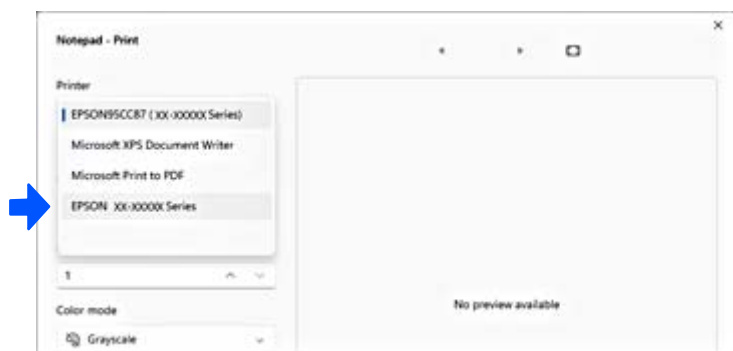 Notepad - Print
Printer
EPSON95CC87 ( XX-XXXXX Series)
Microsoft XPS Document Writer
Microsoft Print to PDF
EPSON XX-XXXXX Series
1
Color mode
Grayscale
No preview available